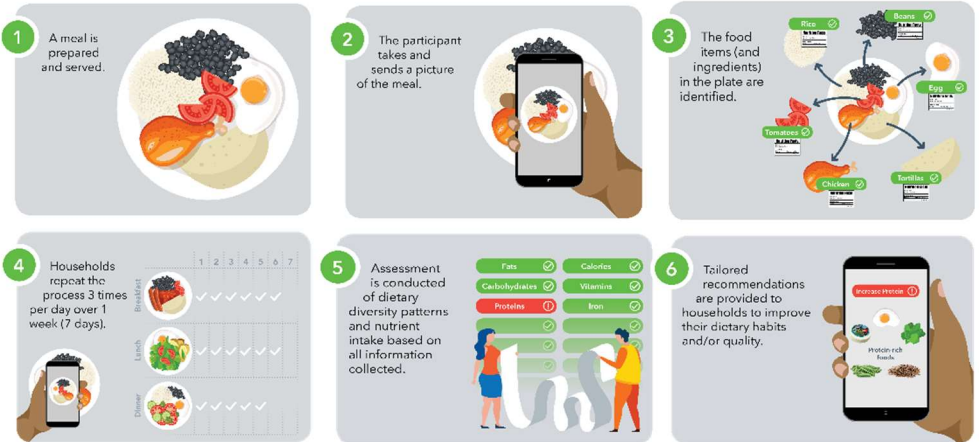 1
A meal is
prepared
and served.
2
The participant
takes and
sends a picture
of the meal.
3
The food
items (and
ingredients)
in the plate are
identified.
Rice
Beans
Egg
Tomatoes
Chicken
Tortillas
4
Households
repeat the
process 3 times
per day over 1
week (7 days).
1 2 3 4 5 6 7
Breakfast
Lunch
Dinner
5
Assessment
is conducted
of dietary
diversity patterns
and nutrient
intake based on
all information
collected.
Fats
Calories
Carbohydrates
Vitamins
Proteins
Iron
6
Tailored
recommendations
are provided to
households to improve
their dietary habits
and/or quality.
Increase Protein
Protein-rich
foods